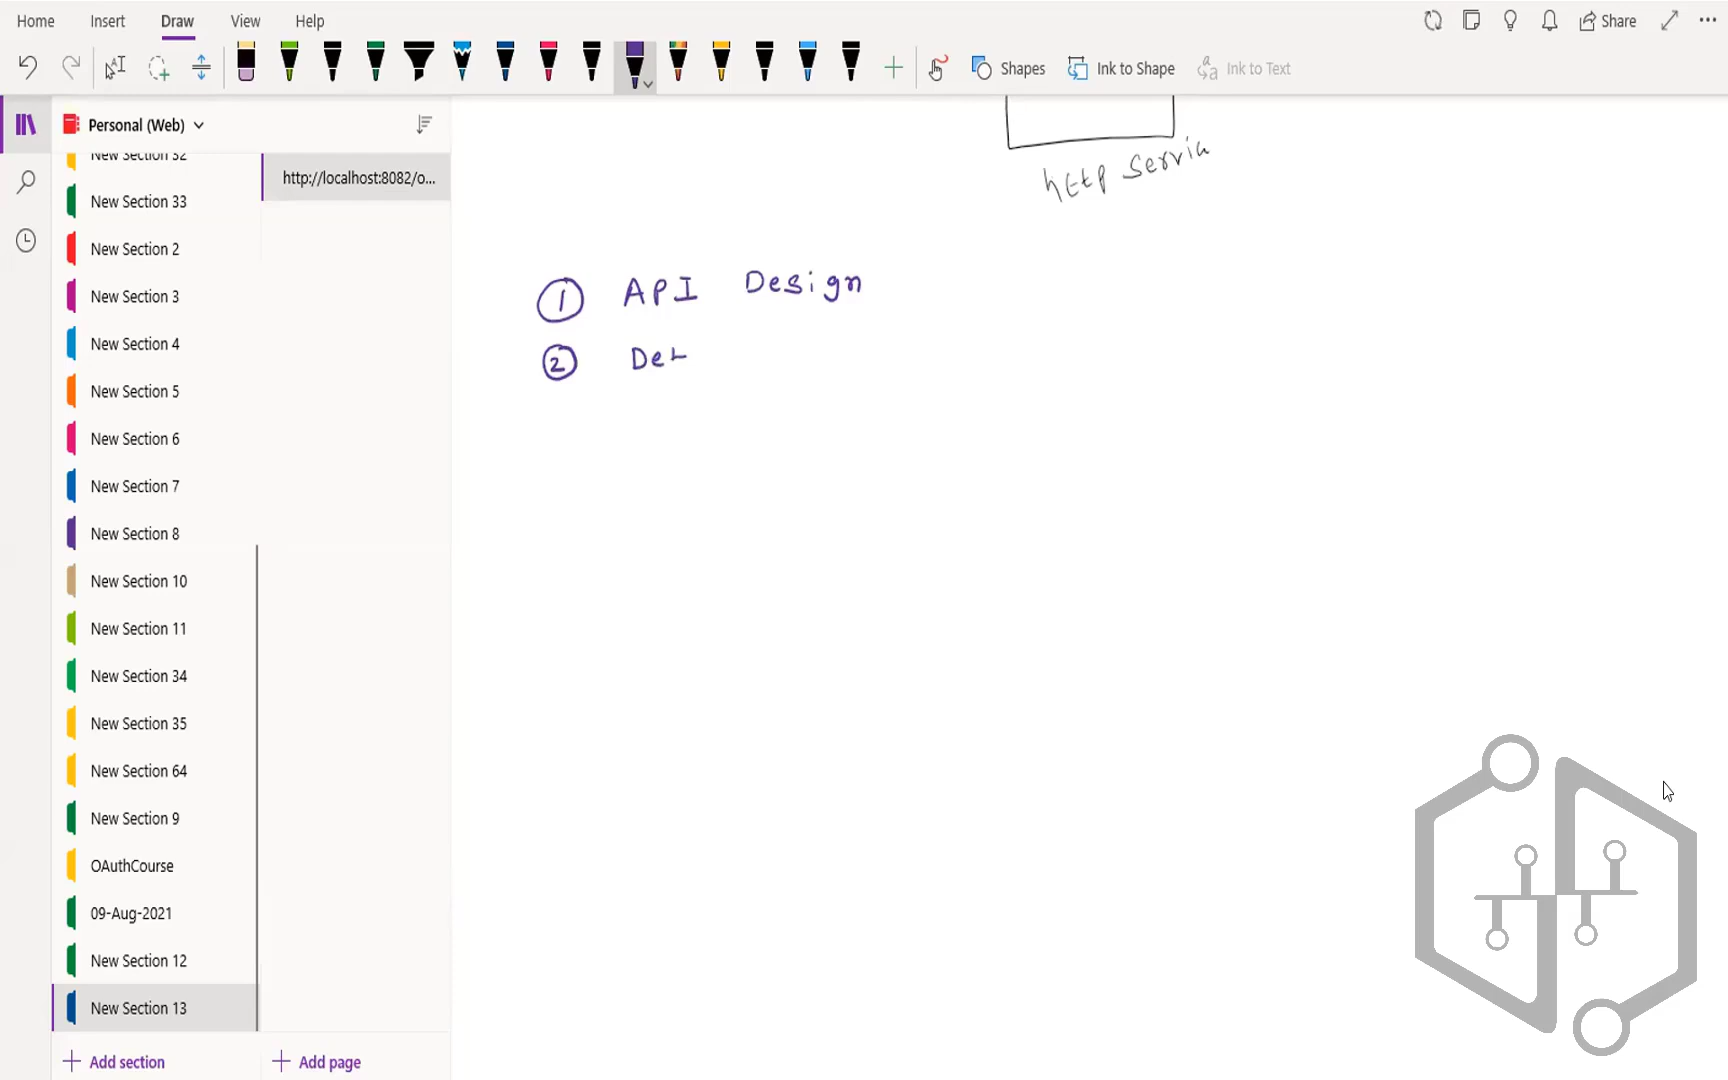 Home Insert Draw View Help Share
Shapes Ink to Shape Ink to Text
Personal (Web)
New Section 32
http://localhost:8082/o...
New Section 33
New Section 2
New Section 3
New Section 4
New Section 5
New Section 6
New Section 7
New Section 8
New Section 10
New Section 11
New Section 34
New Section 35
New Section 64
New Section 9
OAuthCourse
09-Aug-2021
New Section 12
New Section 13
Add section
Add page
http
1 API Design
2